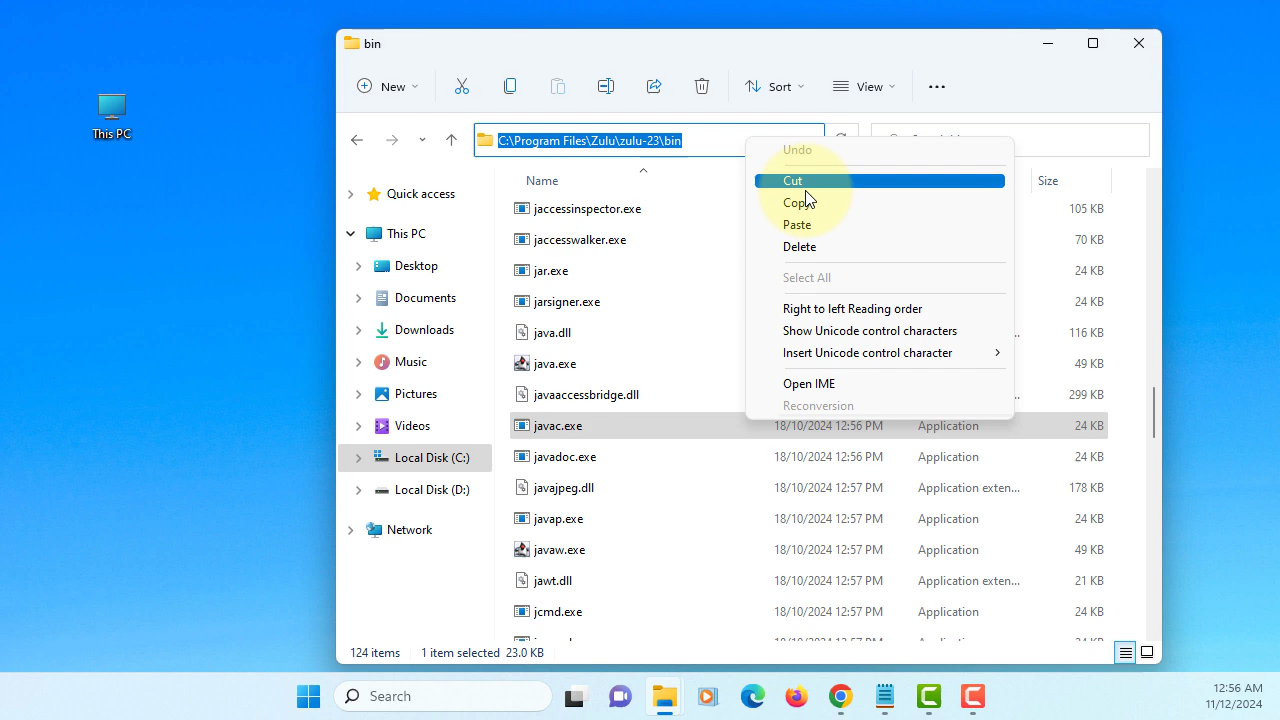 This PC
bin
New
Sort
View
C:\Program Files\Zulu\zulu-23\bin
Name
Size
Undo
Cut
Copy
Paste
Delete
Select All
Right to left Reading order
Show Unicode control characters
Insert Unicode control character
Open IME
Reconversion
Quick access
This PC
Desktop
Documents
Downloads
Music
Pictures
Videos
Local Disk (C:)
Local Disk (D:)
Network
jaccessinspector.exe 105 KB
jaccesswalker.exe 70 KB
jar.exe 24 KB
jarsigner.exe 24 KB
java.dll 116 KB
java.exe 49 KB
javaaccessbridge.dll 299 KB
javac.exe 18/10/2024 12:56 PM Application 24 KB
javadoc.exe 18/10/2024 12:56 PM Application 24 KB
javajpeg.dll 18/10/2024 12:57 PM Application exten... 178 KB
javap.exe 18/10/2024 12:57 PM Application 24 KB
javaw.exe 18/10/2024 12:57 PM Application 49 KB
jawt.dll 18/10/2024 12:57 PM Application exten... 21 KB
jcmd.exe 18/10/2024 12:57 PM Application 24 KB
124 items 1 item selected 23.0 KB
Search
12:56 AM
11/12/2024